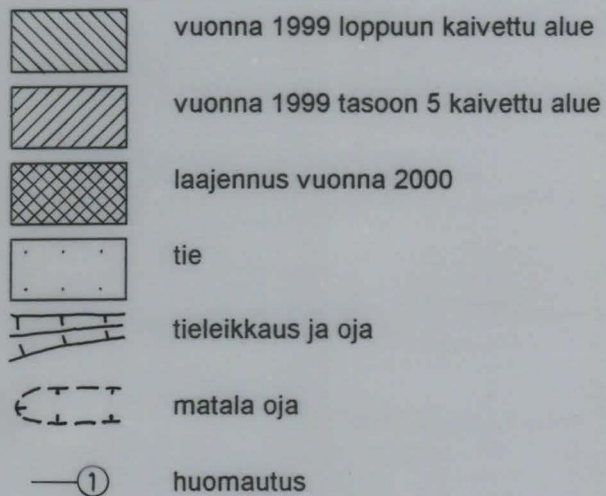 vuonna 1999 loppuun kaivettu alue
vuonna 1999 tasoon 5 kaivettu alue
laajennus vuonna 2000
tie
tieleikkaus ja oja
matala oja
1 huomautus